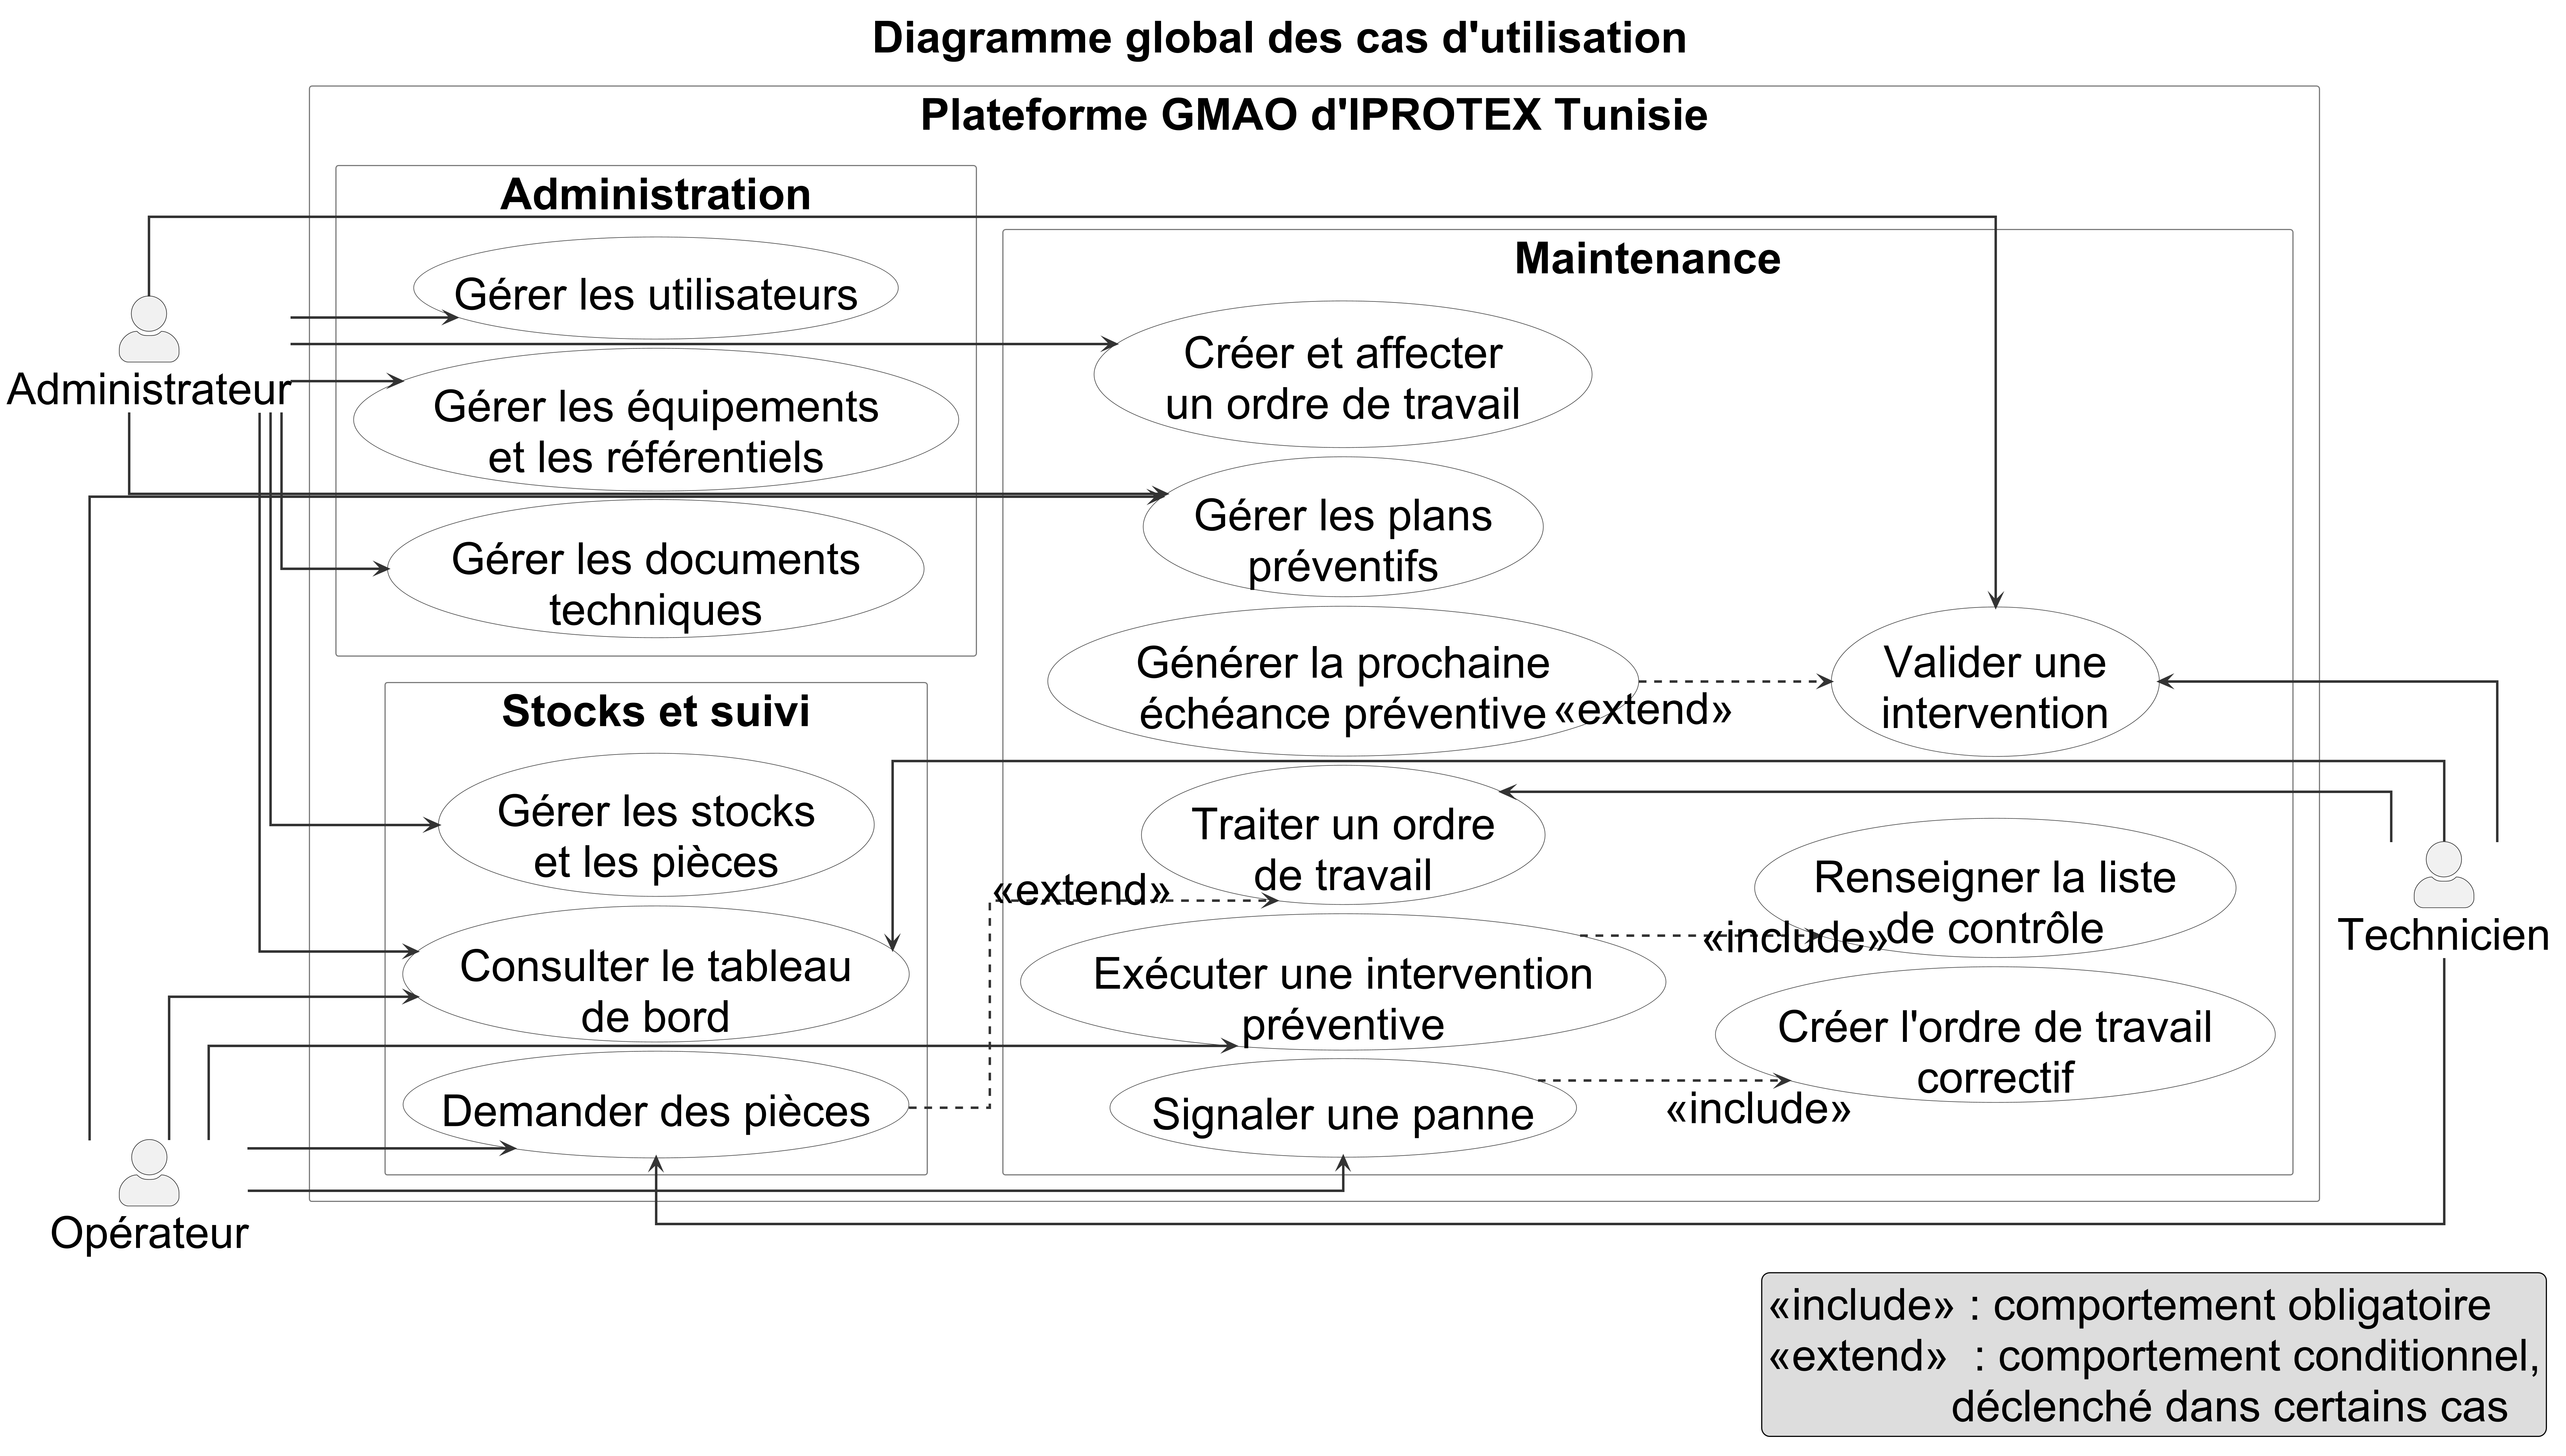 Diagramme global des cas d'utilisation
Plateforme GMAO d'IPROTEX Tunisie
Administration
Gérer les utilisateurs
Gérer les équipements
et les référentiels
Gérer les documents
techniques
Maintenance
Créer et affecter
un ordre de travail
Gérer les plans
préventifs
Générer la prochaine
échéance préventive
«extend»
Valider une
intervention
Administrateur
Stocks et suivi
Gérer les stocks
et les pièces
Consulter le tableau
de bord
Demander des pièces
«extend»
Traiter un ordre
de travail
Exécuter une intervention
préventive
«include»
Renseigner la liste
de contrôle
Signaler une panne
«include»
Créer l'ordre de travail
correctif
Technicien
Opérateur
«include» : comportement obligatoire
«extend»  : comportement conditionnel,
déclenché dans certains cas